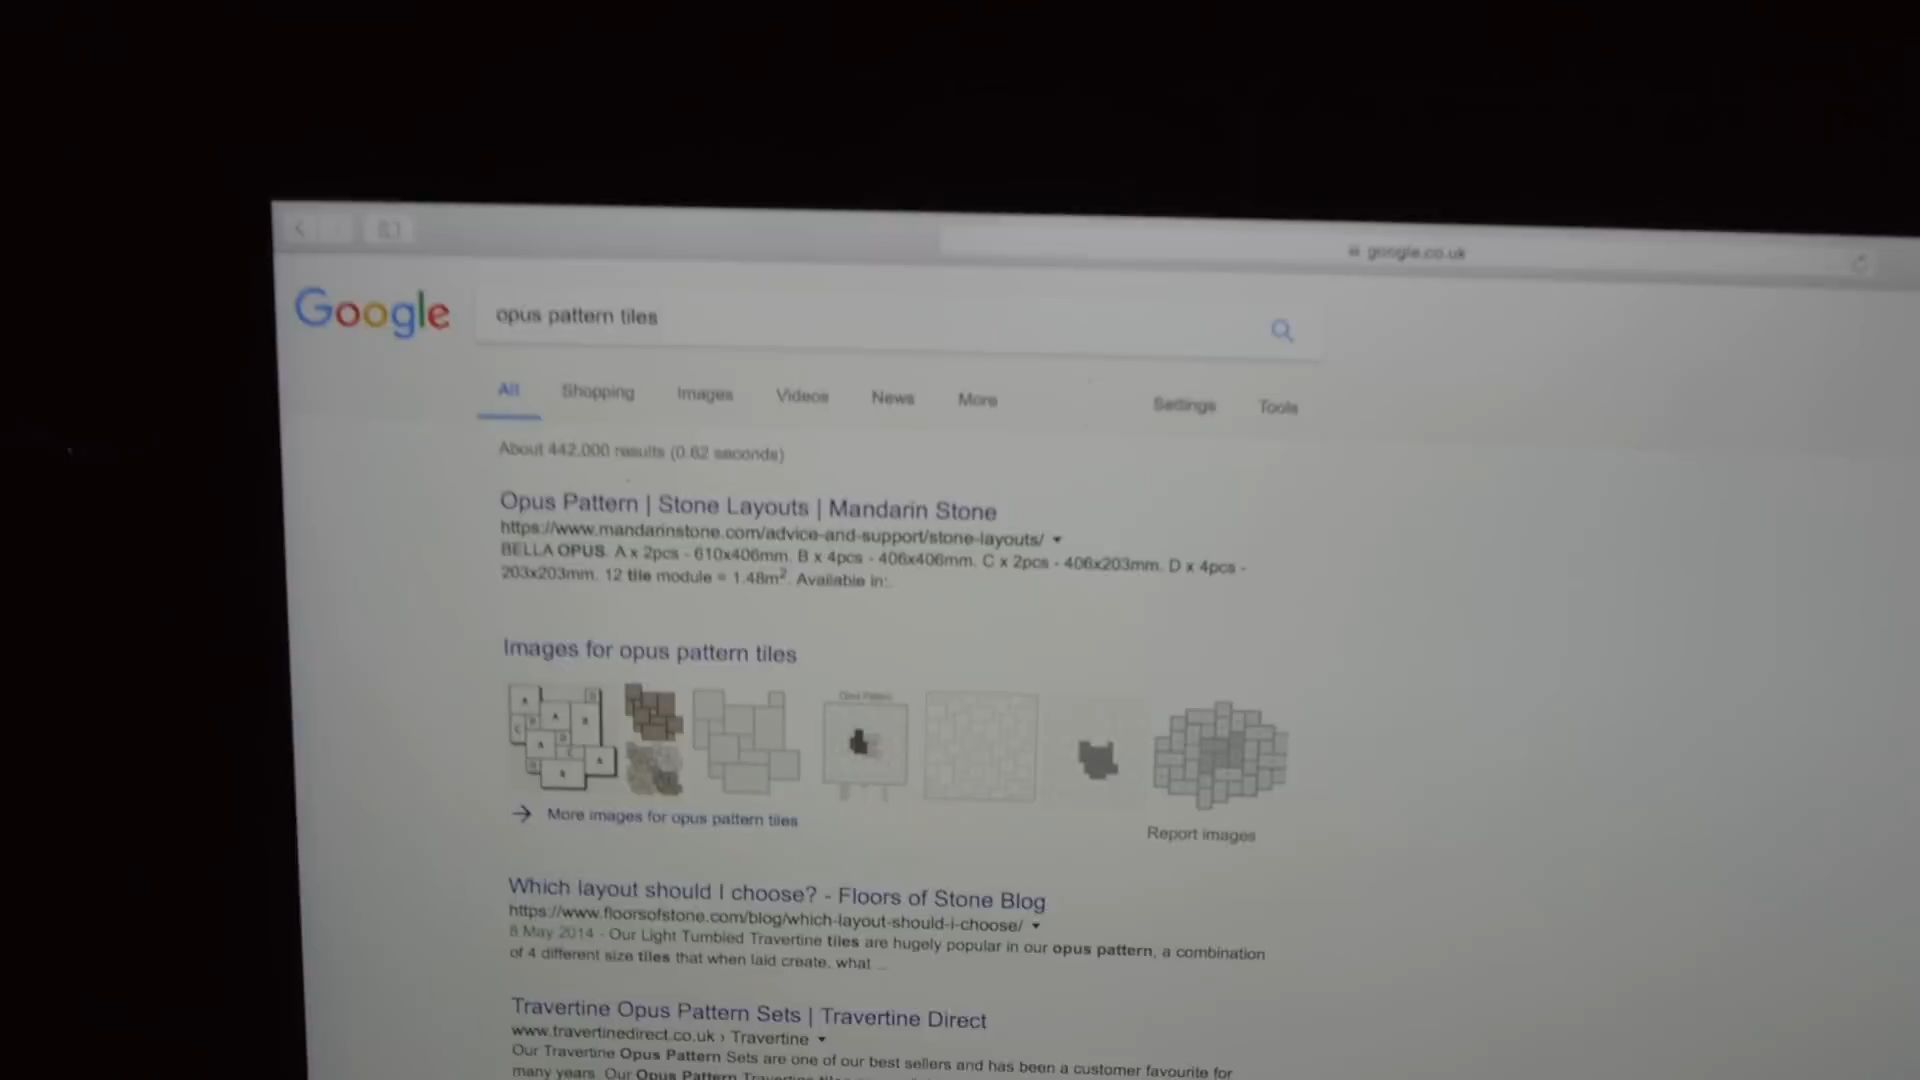 google.co.uk
Google
opus pattern tiles
All Shopping Images Videos News More Settings Tools
About 442,000 results (0.62 seconds)
Opus Pattern | Stone Layouts | Mandarin Stone
https://www.mandarinstone.com/advice-and-support/stone-layouts/
BELLA OPUS. A x 2pcs - 610x406mm. B x 4pcs - 406x406mm. C x 2pcs - 406x203mm. D x 4pcs -
203x203mm. 12 tile module = 1.48m². Available in:
Images for opus pattern tiles
Opus Pattern
More images for opus pattern tiles
Report images
Which layout should I choose? - Floors of Stone Blog
https://www.floorsofstone.com/blog/which-layout-should-i-choose/
8 May 2014 - Our Light Tumbled Travertine tiles are hugely popular in our opus pattern, a combination
of 4 different size tiles that when laid create, what ...
Travertine Opus Pattern Sets | Travertine Direct
www.travertinedirect.co.uk › Travertine
Our Travertine Opus Pattern Sets are one of our best sellers and has been a customer favourite for
many years. Our Opus Pattern Travertine